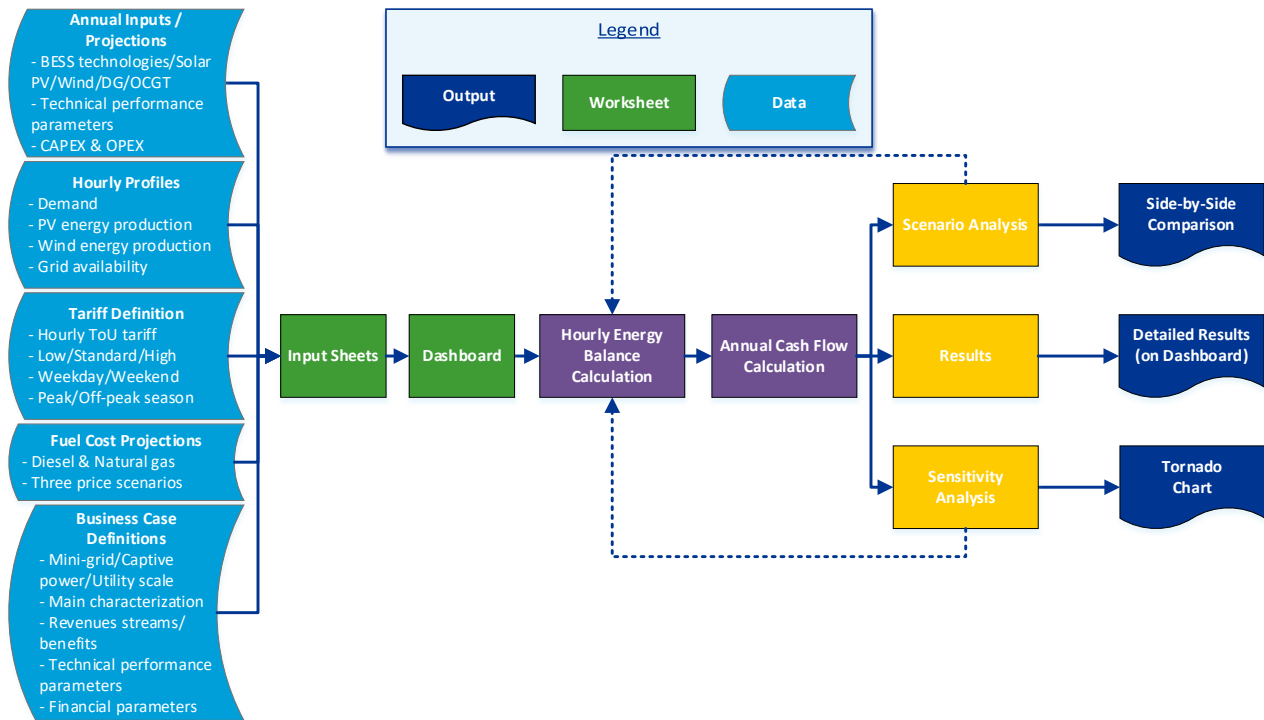 Annual Inputs /
Projections
- BESS technologies/Solar
PV/Wind/DG/OCGT
- Technical performance
parameters
- CAPEX & OPEX
Hourly Profiles
- Demand
- PV energy production
- Wind energy production
- Grid availability
Tariff Definition
- Hourly ToU tariff
- Low/Standard/High
- Weekday/Weekend
- Peak/Off-peak season
Fuel Cost Projections
- Diesel & Natural gas
- Three price scenarios
Business Case
Definitions
- Mini-grid/Captive
power/Utility scale
- Main characterization
- Revenues streams/
benefits
- Technical performance
parameters
- Financial parameters
Legend
Output
Worksheet
Data
Input Sheets
Dashboard
Hourly Energy
Balance
Calculation
Annual Cash Flow
Calculation
Scenario Analysis
Side-by-Side
Comparison
Results
Detailed Results
(on Dashboard)
Sensitivity
Analysis
Tornado
Chart